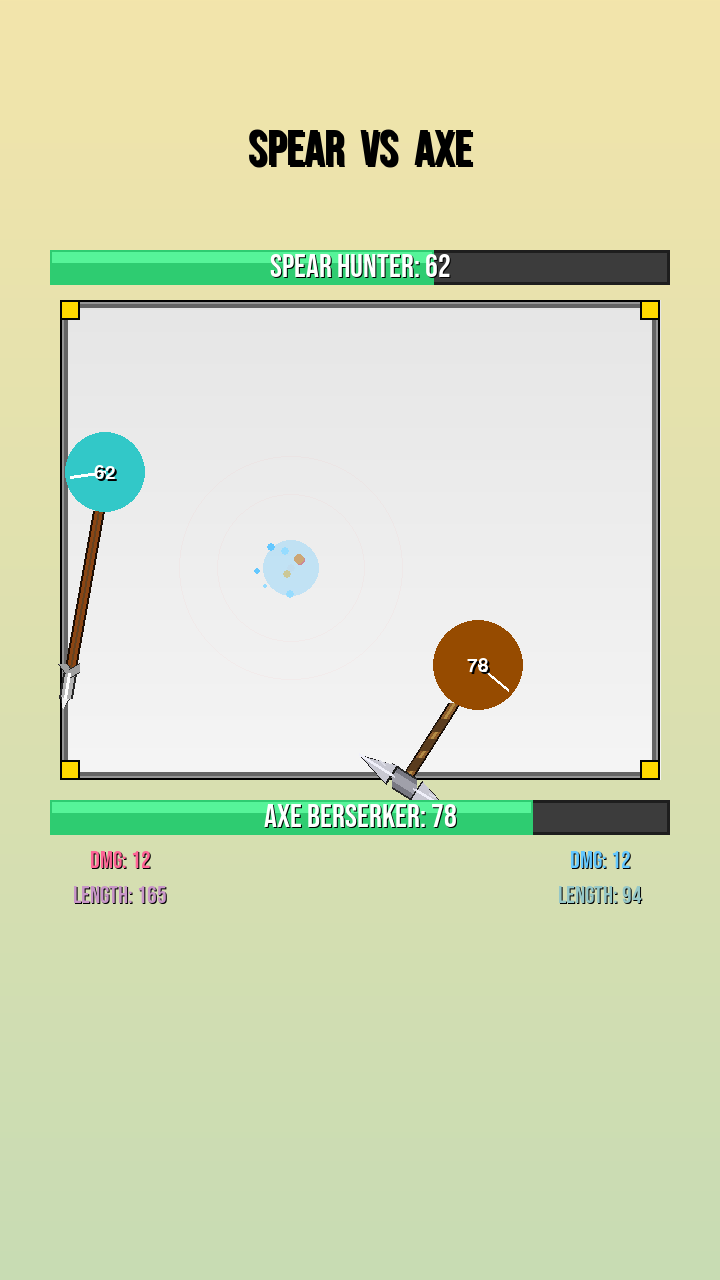 SPEAR VS AXE
SPEAR HUNTER: 62
62
78
AXE BERSERKER: 78
DMG: 12
DMG: 12
LENGTH: 165
LENGTH: 94